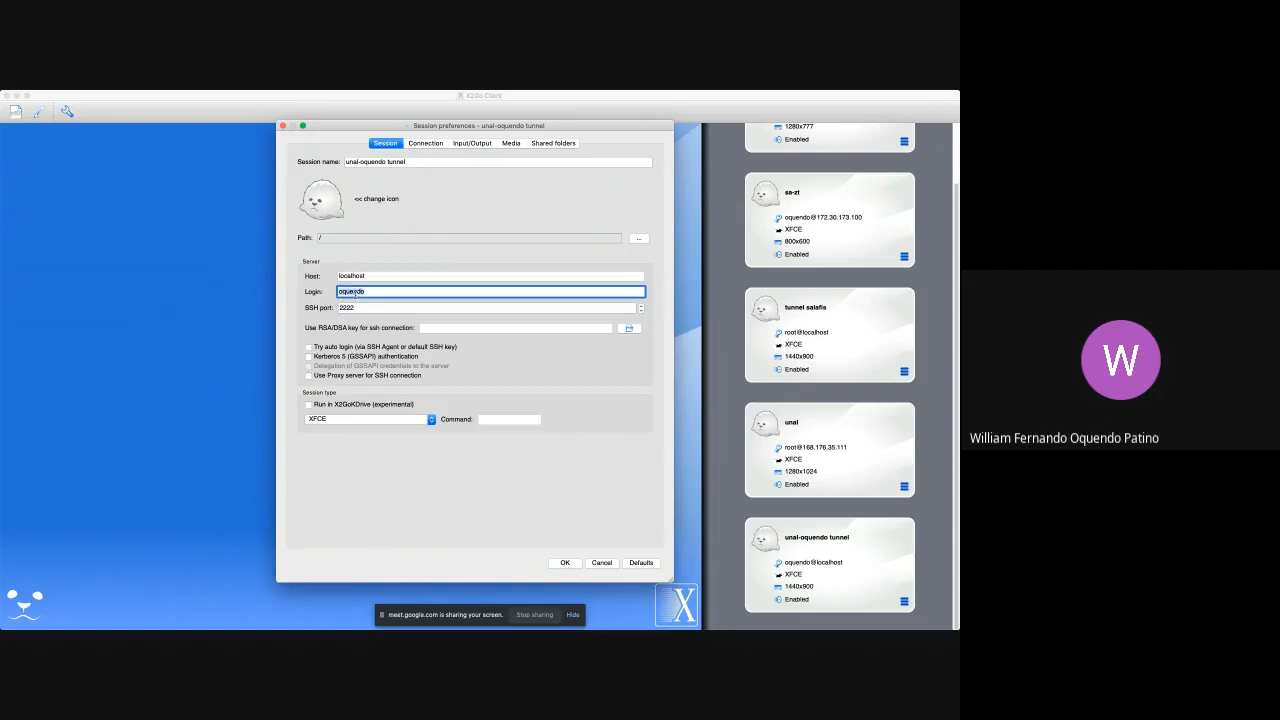 X2Go Client
Session preferences - unal-oquendo tunnel
Session
Connection
Input/Output
Media
Shared folders
Session name:
unal-oquendo tunnel
<< change icon
Path:
/
...
Server
Host:
localhost
Login:
oquendo
SSH port:
2222
Use RSA/DSA key for ssh connection:
Try auto login (via SSH Agent or default SSH key)
Kerberos 5 (GSSAPI) authentication
Delegation of GSSAPI credentials to the server
Use Proxy server for SSH connection
Session type
Run in X2GoKDrive (experimental)
XFCE
Command:
OK
Cancel
Defaults
meet.google.com is sharing your screen.
Stop sharing
Hide
X
1280x777
Enabled
sa-zt
oquendo@172.30.173.100
XFCE
800x600
Enabled
tunnel salafis
root@localhost
XFCE
1440x900
Enabled
unal
root@168.176.35.111
XFCE
1280x1024
Enabled
unal-oquendo tunnel
oquendo@localhost
XFCE
1440x900
Enabled
W
William Fernando Oquendo Patino